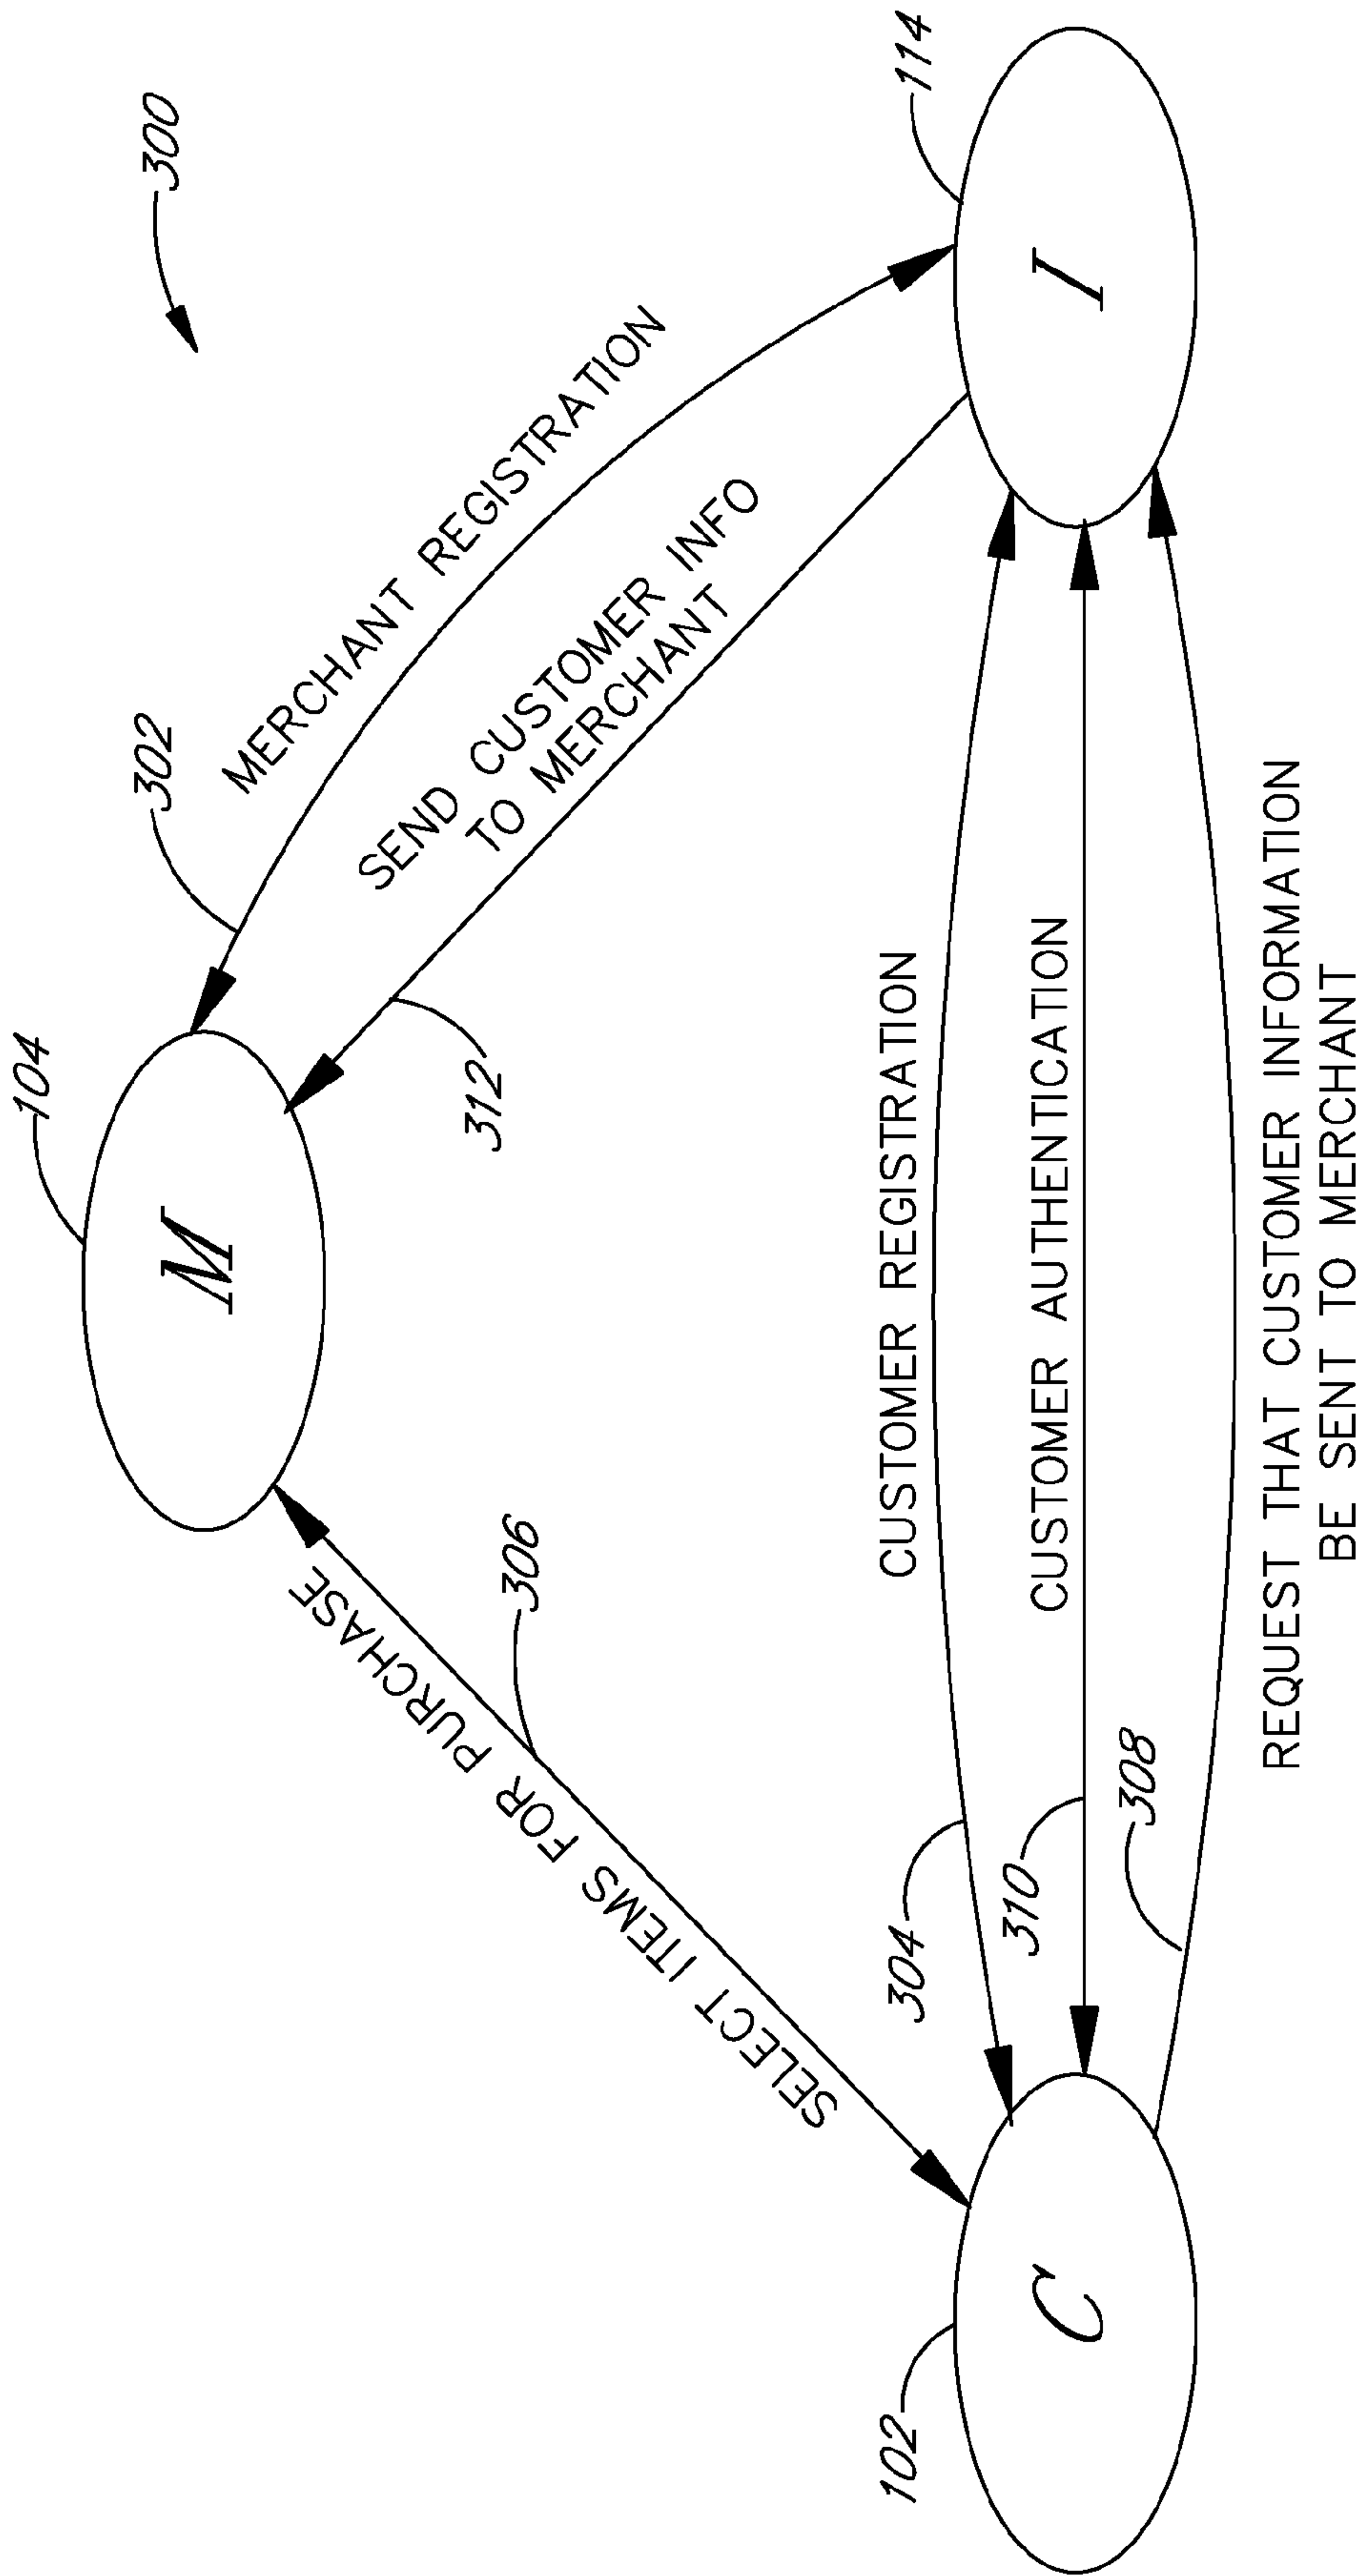 300
104
M
302
MERCHANT REGISTRATION
SEND CUSTOMER INFO
TO MERCHANT
312
SELECT ITEMS FOR PURCHASE
306
114
I
102
C
CUSTOMER REGISTRATION
304
CUSTOMER AUTHENTICATION
310
308
REQUEST THAT CUSTOMER INFORMATION
BE SENT TO MERCHANT